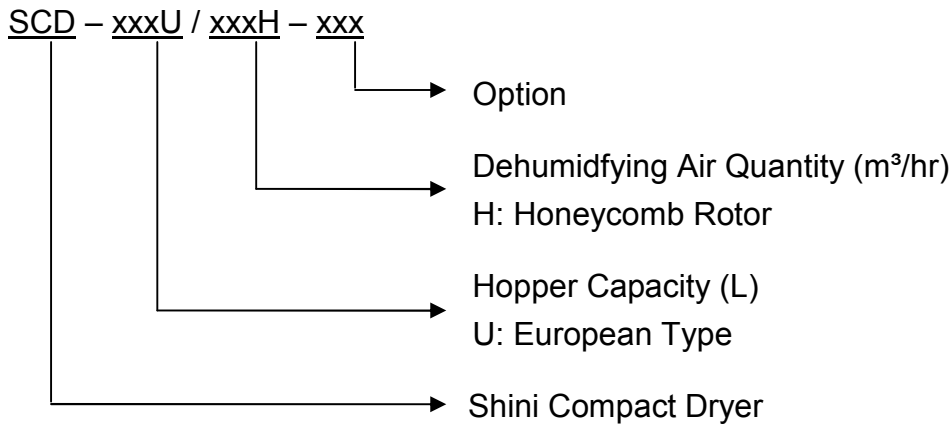 SCD – xxxU / xxxH – xxx
Option
Dehumidfying Air Quantity (m³/hr)
H: Honeycomb Rotor
Hopper Capacity (L)
U: European Type
Shini Compact Dryer